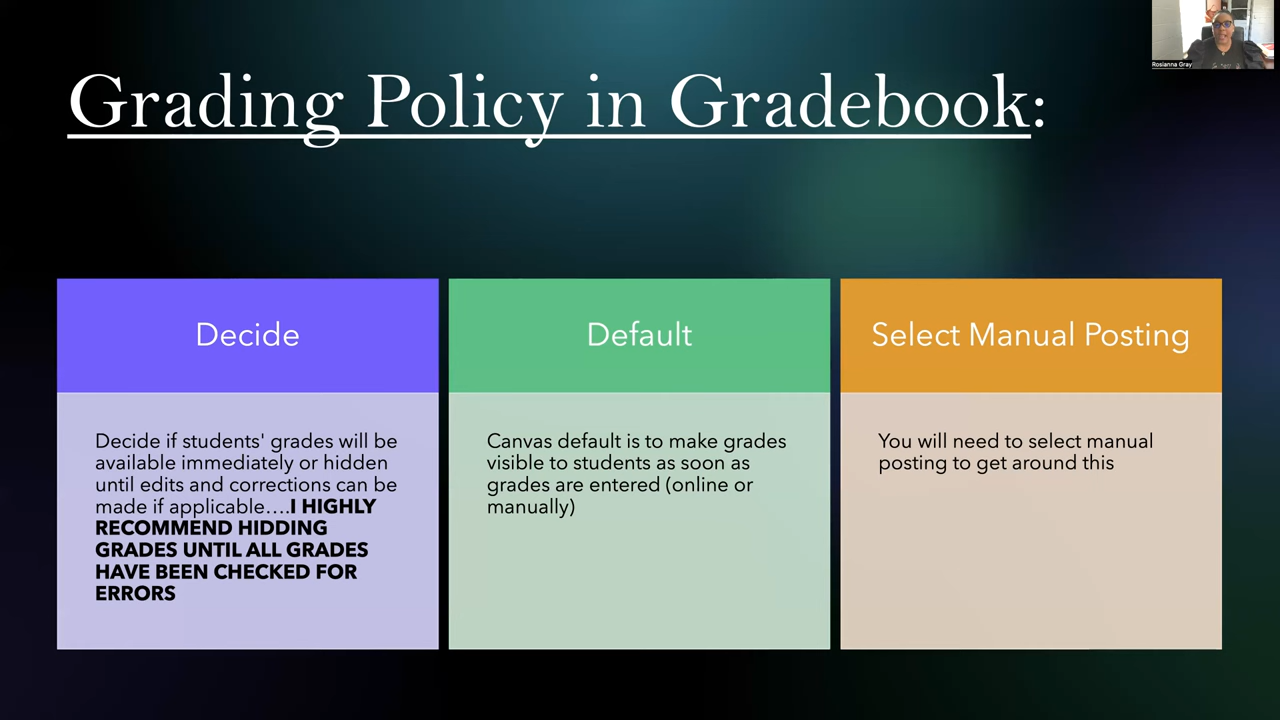 Rosianna Gray
Grading Policy in Gradebook:
Decide
Decide if students' grades will be
available immediately or hidden
until edits and corrections can be
made if applicable....I HIGHLY
RECOMMEND HIDDING
GRADES UNTIL ALL GRADES
HAVE BEEN CHECKED FOR
ERRORS
Default
Canvas default is to make grades
visible to students as soon as
grades are entered (online or
manually)
Select Manual Posting
You will need to select manual
posting to get around this